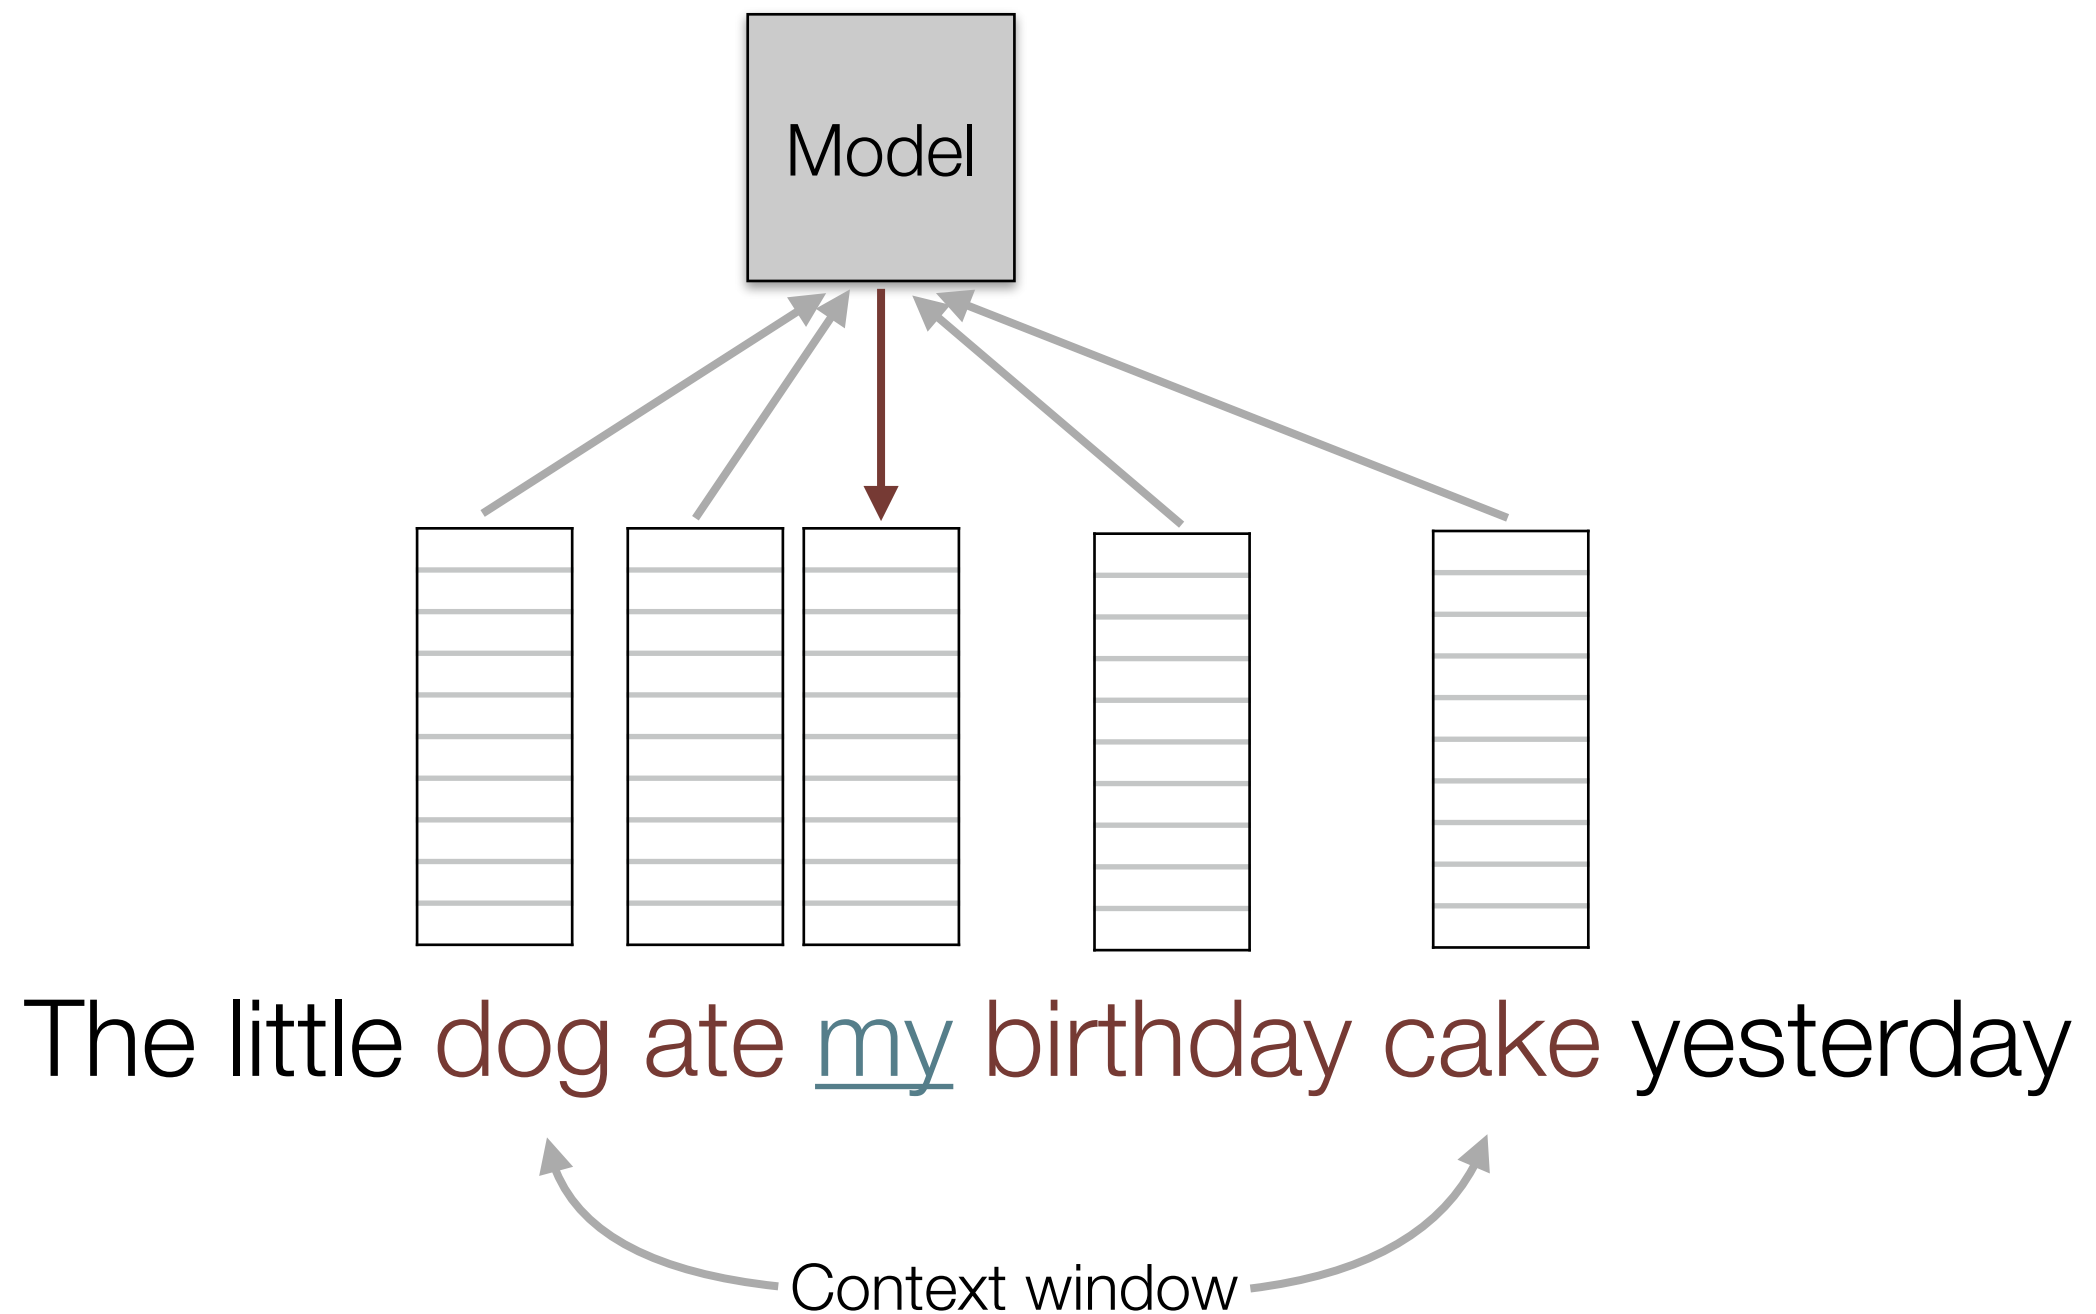 Model
The little dog ate my birthday cake yesterday
Context window